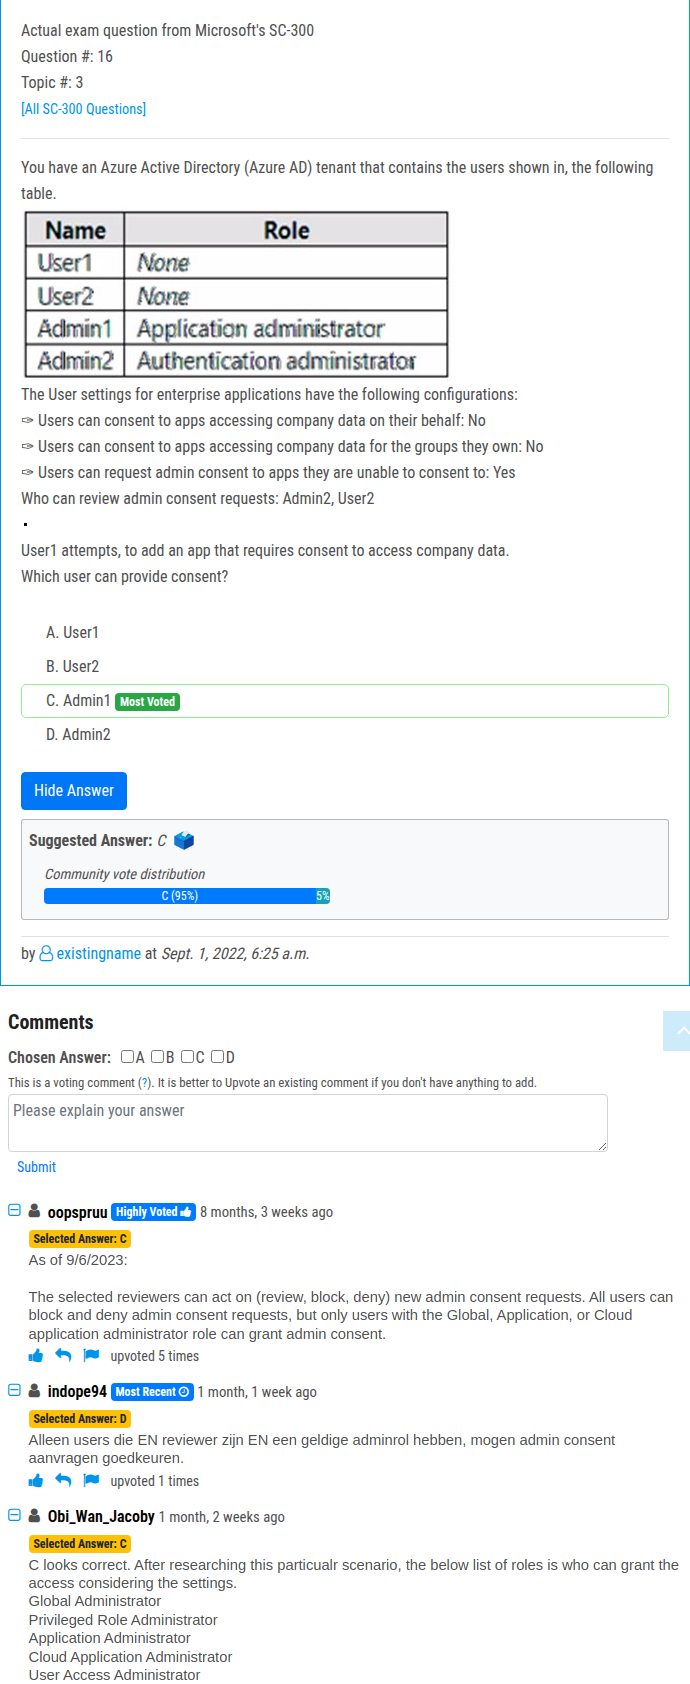 Actual exam question from Microsoft's SC-300
Question #: 16
Topic #: 3
[All SC-300 Questions]
You have an Azure Active Directory (Azure AD) tenant that contains the users shown in, the following
table.
Name Role
User1 None
User2 None
Admin1 Application administrator
Admin2 Authentication administrator
The User settings for enterprise applications have the following configurations:
✑ Users can consent to apps accessing company data on their behalf: No
✑ Users can consent to apps accessing company data for the groups they own: No
✑ Users can request admin consent to apps they are unable to consent to: Yes
Who can review admin consent requests: Admin2, User2
.
User1 attempts, to add an app that requires consent to access company data.
Which user can provide consent?
A. User1
B. User2
C. Admin1 Most Voted
D. Admin2
Hide Answer
Suggested Answer: C
Community vote distribution
C (95%) 5%
by existingname at Sept. 1, 2022, 6:25 a.m.
Comments
Chosen Answer: A B C D
This is a voting comment (?). It is better to Upvote an existing comment if you don't have anything to add.
Please explain your answer
Submit
oopspruu Highly Voted 8 months, 3 weeks ago
Selected Answer: C
As of 9/6/2023:
The selected reviewers can act on (review, block, deny) new admin consent requests. All users can
block and deny admin consent requests, but only users with the Global, Application, or Cloud
application administrator role can grant admin consent.
upvoted 5 times
indope94 Most Recent 1 month, 1 week ago
Selected Answer: D
Alleen users die EN reviewer zijn EN een geldige adminrol hebben, mogen admin consent
aanvragen goedkeuren.
upvoted 1 times
Obi_Wan_Jacoby 1 month, 2 weeks ago
Selected Answer: C
C looks correct. After researching this particualr scenario, the below list of roles is who can grant the
access considering the settings.
Global Administrator
Privileged Role Administrator
Application Administrator
Cloud Application Administrator
User Access Administrator